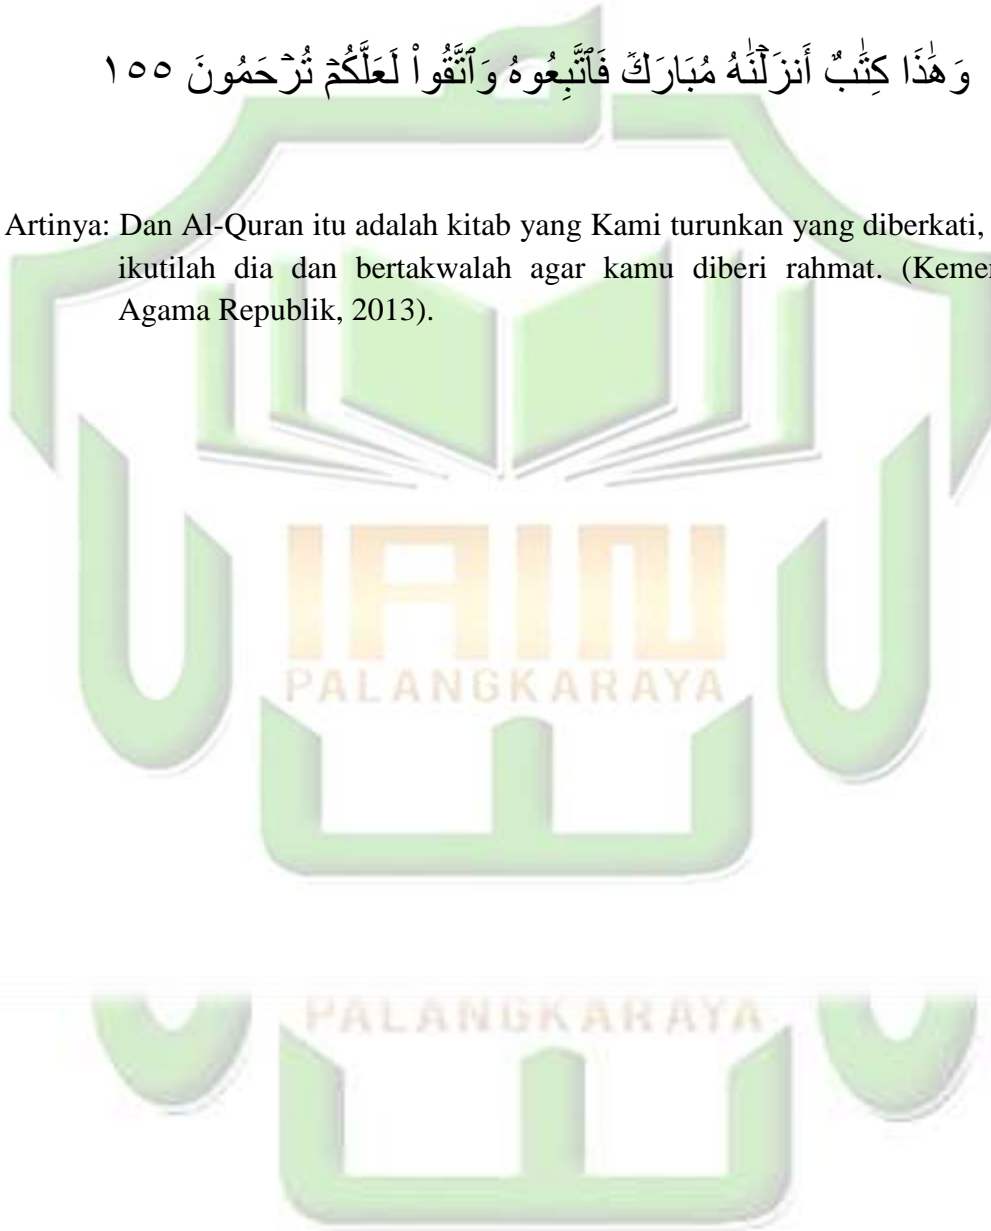 وَهَٰذَا كِتَٰبٌ أَنزَلۡنَٰهُ مُبَارَكٞ فَٱتَّبِعُوهُ وَٱتَّقُواْ لَعَلَّكُمۡ تُرۡحَمُونَ ١٥٥
Artinya: Dan Al-Quran itu adalah kitab yang Kami turunkan yang diberkati,
ikutilah dia dan bertakwalah agar kamu diberi rahmat. (Kemen
Agama Republik, 2013).
IAIN
PALANGKARAYA
PALANGKARAYA